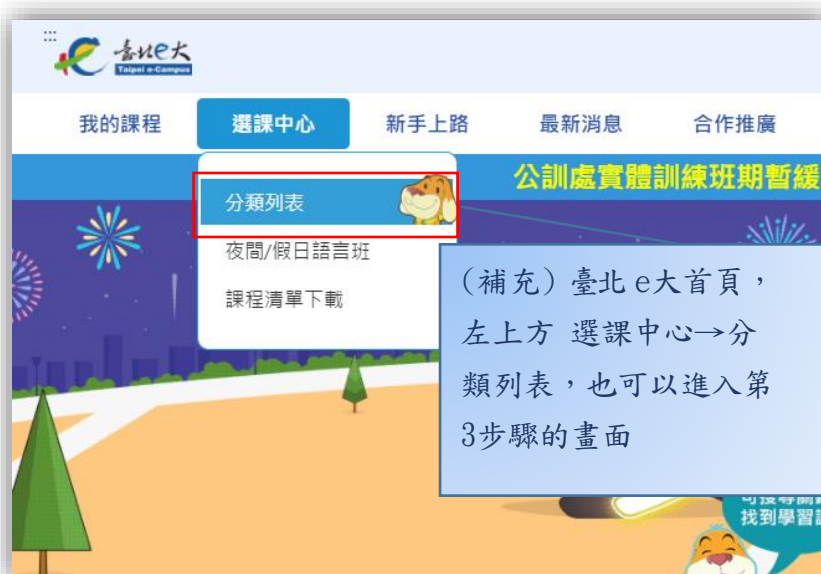 臺北e大
Taipei e-Campus
我的課程 選課中心 新手上路 最新消息 合作推廣
公訓處實體訓練班期暫緩
分類列表
夜間/假日語言班
課程清單下載
(補充)臺北 e大首頁，
左上方 選課中心→分
類列表，也可以進入第
3步驟的畫面
可搜尋關
找到學習